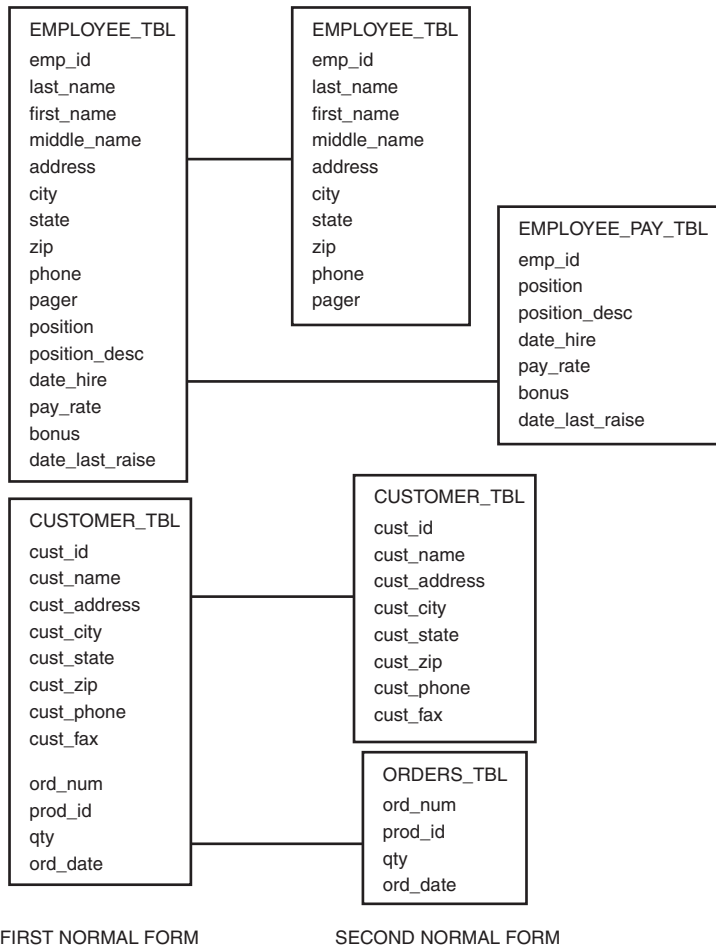 EMPLOYEE_TBL
emp_id
last_name
first_name
middle_name
address
city
state
zip
phone
pager
position
position_desc
date_hire
pay_rate
bonus
date_last_raise
EMPLOYEE_TBL
emp_id
last_name
first_name
middle_name
address
city
state
zip
phone
pager
EMPLOYEE_PAY_TBL
emp_id
position
position_desc
date_hire
pay_rate
bonus
date_last_raise
CUSTOMER_TBL
cust_id
cust_name
cust_address
cust_city
cust_state
cust_zip
cust_phone
cust_fax
ord_num
prod_id
qty
ord_date
CUSTOMER_TBL
cust_id
cust_name
cust_address
cust_city
cust_state
cust_zip
cust_phone
cust_fax
ORDERS_TBL
ord_num
prod_id
qty
ord_date
FIRST NORMAL FORM
SECOND NORMAL FORM